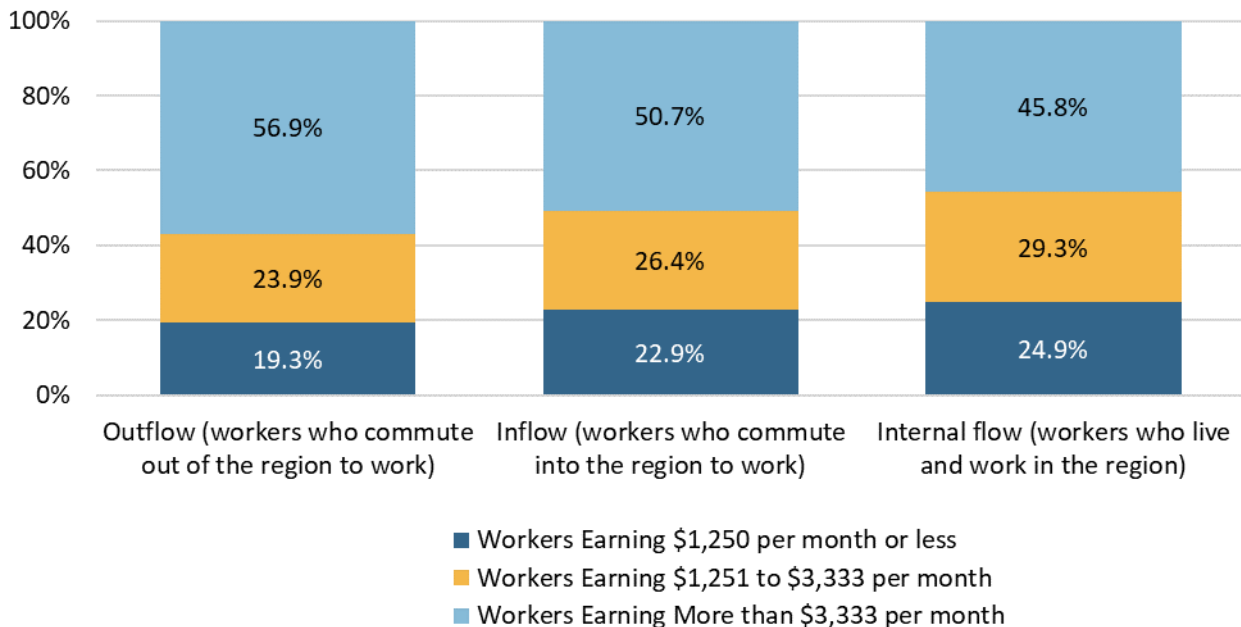 100%
80%
60%
40%
20%
0%
56.9%
23.9%
19.3%
50.7%
26.4%
22.9%
45.8%
29.3%
24.9%
Outflow (workers who commute
out of the region to work)
Inflow (workers who commute
into the region to work)
Internal flow (workers who live
and work in the region)
Workers Earning $1,250 per month or less
Workers Earning $1,251 to $3,333 per month
Workers Earning More than $3,333 per month